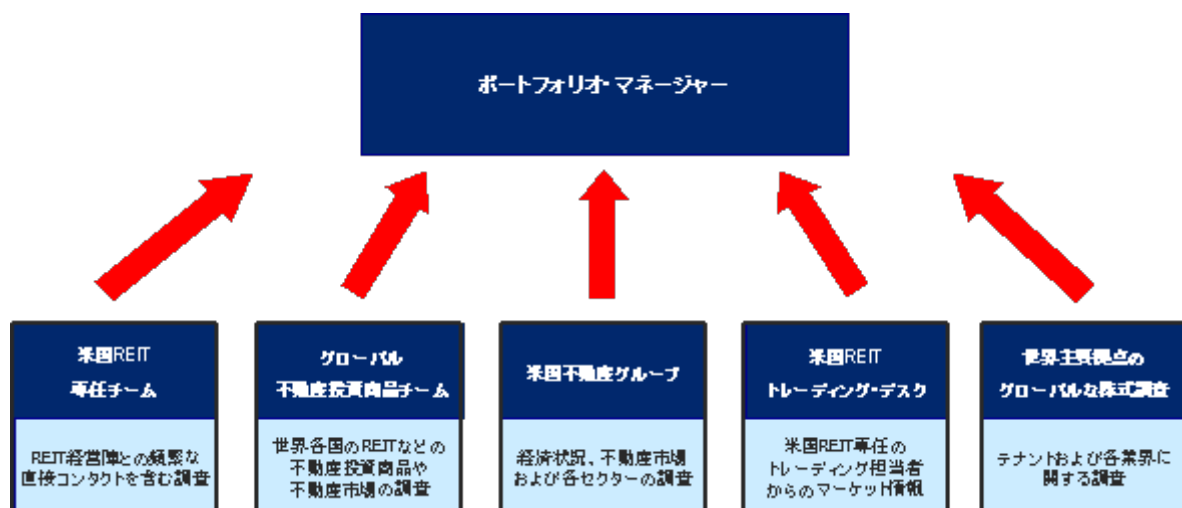 ポートフォリオ・マネージャー
米国REIT
専任チーム
REIT経営陣との頻繁な
直接コンタクトを含む調査
グローバル
不動産投資商品チーム
世界各国のREITなどの
不動産投資商品や
不動産市場の調査
米国不動産グループ
経済状況、不動産市場
および各セクターの調査
米国REIT
トレーディング・デスク
米国REIT専任の
トレーディング担当者
からのマーケット情報
世界主要拠点の
グローバルな株式調査
テナントおよび各業界に
関する調査